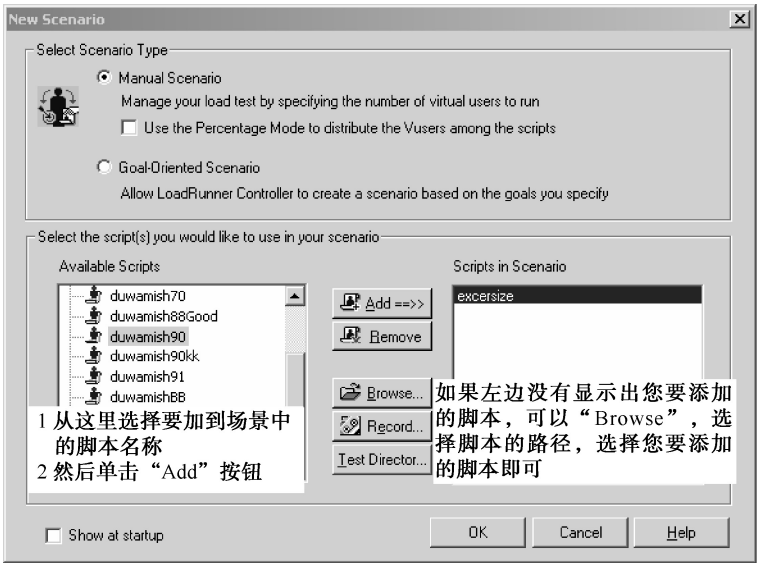 New Scenario
Select Scenario Type
Manual Scenario
Manage your load test by specifying the number of virtual users to run
Use the Percentage Mode to distribute the Vusers among the scripts
Goal-Oriented Scenario
Allow LoadRunner Controller to create a scenario based on the goals you specify
Select the script(s) you would like to use in your scenario
Available Scripts
duwamish70
duwamish88Good
duwamish90
duwamish90kk
duwamish91
duwamishBB
1 从这里选择要加到场景中
的脚本名称
2 然后单击“Add”按钮
Add ==>>
Remove
Browse...
Record...
Test Director...
Scripts in Scenario
excersize
如果左边没有显示出您要添加
的脚本，可以“Browse”，选
择脚本的路径，选择您要添加
的脚本即可
Show at startup
OK
Cancel
Help